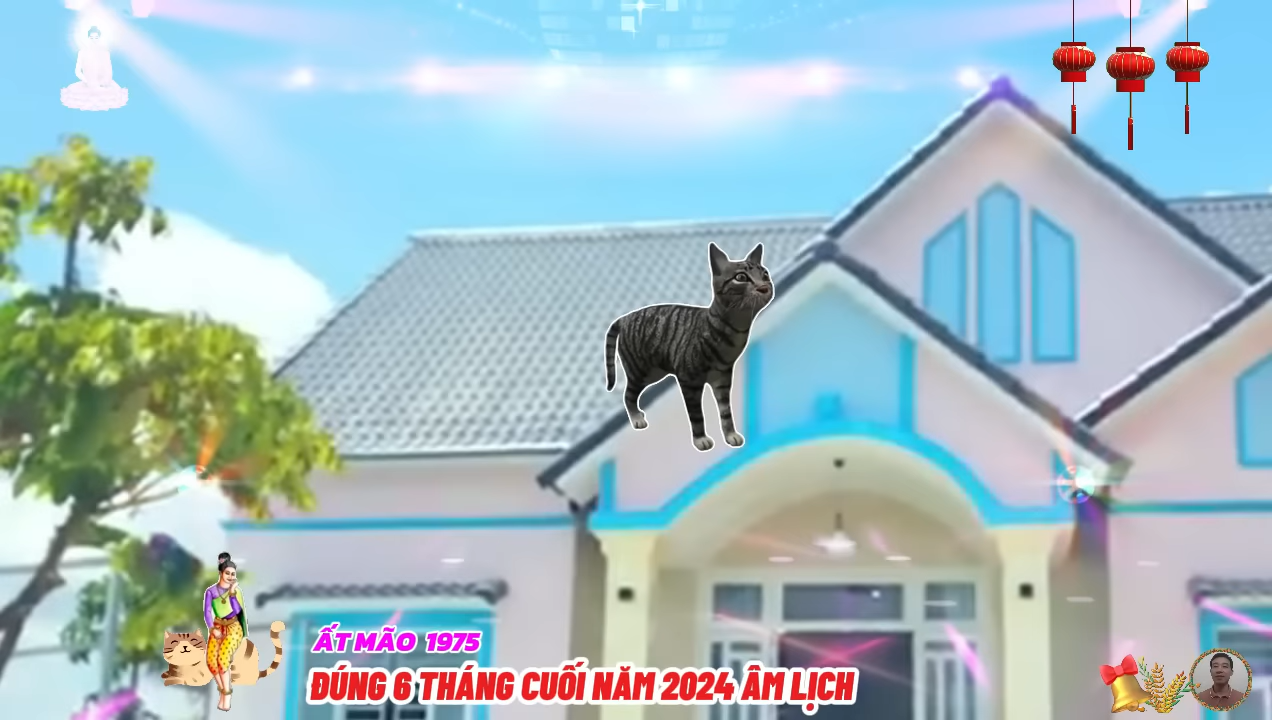 ẤT MÃO 1975
ĐÚNG 6 THÁNG CUỐI NĂM 2024 ÂM LỊCH